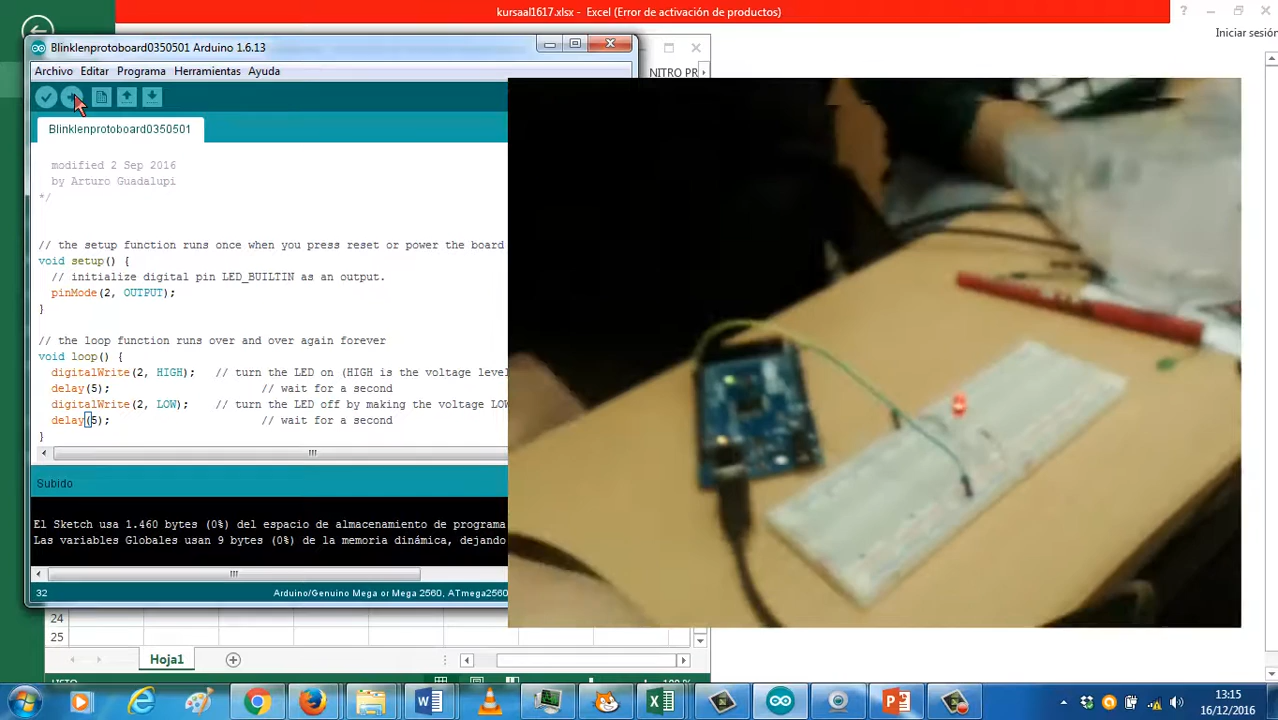 kursaal1617.xlsx - Excel (Error de activación de productos)
?
Iniciar sesión
Blinklenprotoboard0350501 Arduino 1.6.13
Archivo Editar Programa Herramientas Ayuda
NITRO PR
Blinklenprotoboard0350501
modified 2 Sep 2016
by Arturo Guadalupi
*/
// the setup function runs once when you press reset or power the board
void setup() {
// initialize digital pin LED_BUILTIN as an output.
pinMode(2, OUTPUT);
}
// the loop function runs over and over again forever
void loop() {
digitalWrite(2, HIGH); // turn the LED on (HIGH is the voltage level
delay(5); // wait for a second
digitalWrite(2, LOW); // turn the LED off by making the voltage LOW
delay(5); // wait for a second
}
Subido
El Sketch usa 1.460 bytes (0%) del espacio de almacenamiento de programa
Las variables Globales usan 9 bytes (0%) de la memoria dinámica, dejando
32 Arduino/Genuino Mega or Mega 2560, ATmega2560
24
25
Hoja1
13:15
16/12/2016